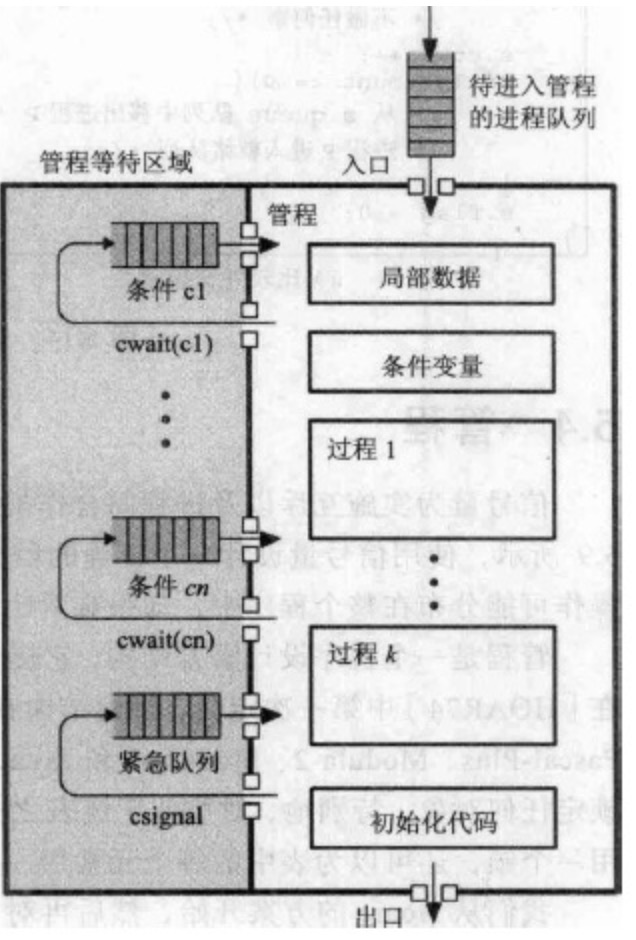 待进入管程
的进程队列
管程等待区域
入口
管程
条件 c1
cwait(c1)
局部数据
条件变量
过程 1
条件 cn
cwait(cn)
过程 k
紧急队列
csignal
初始化代码
出口